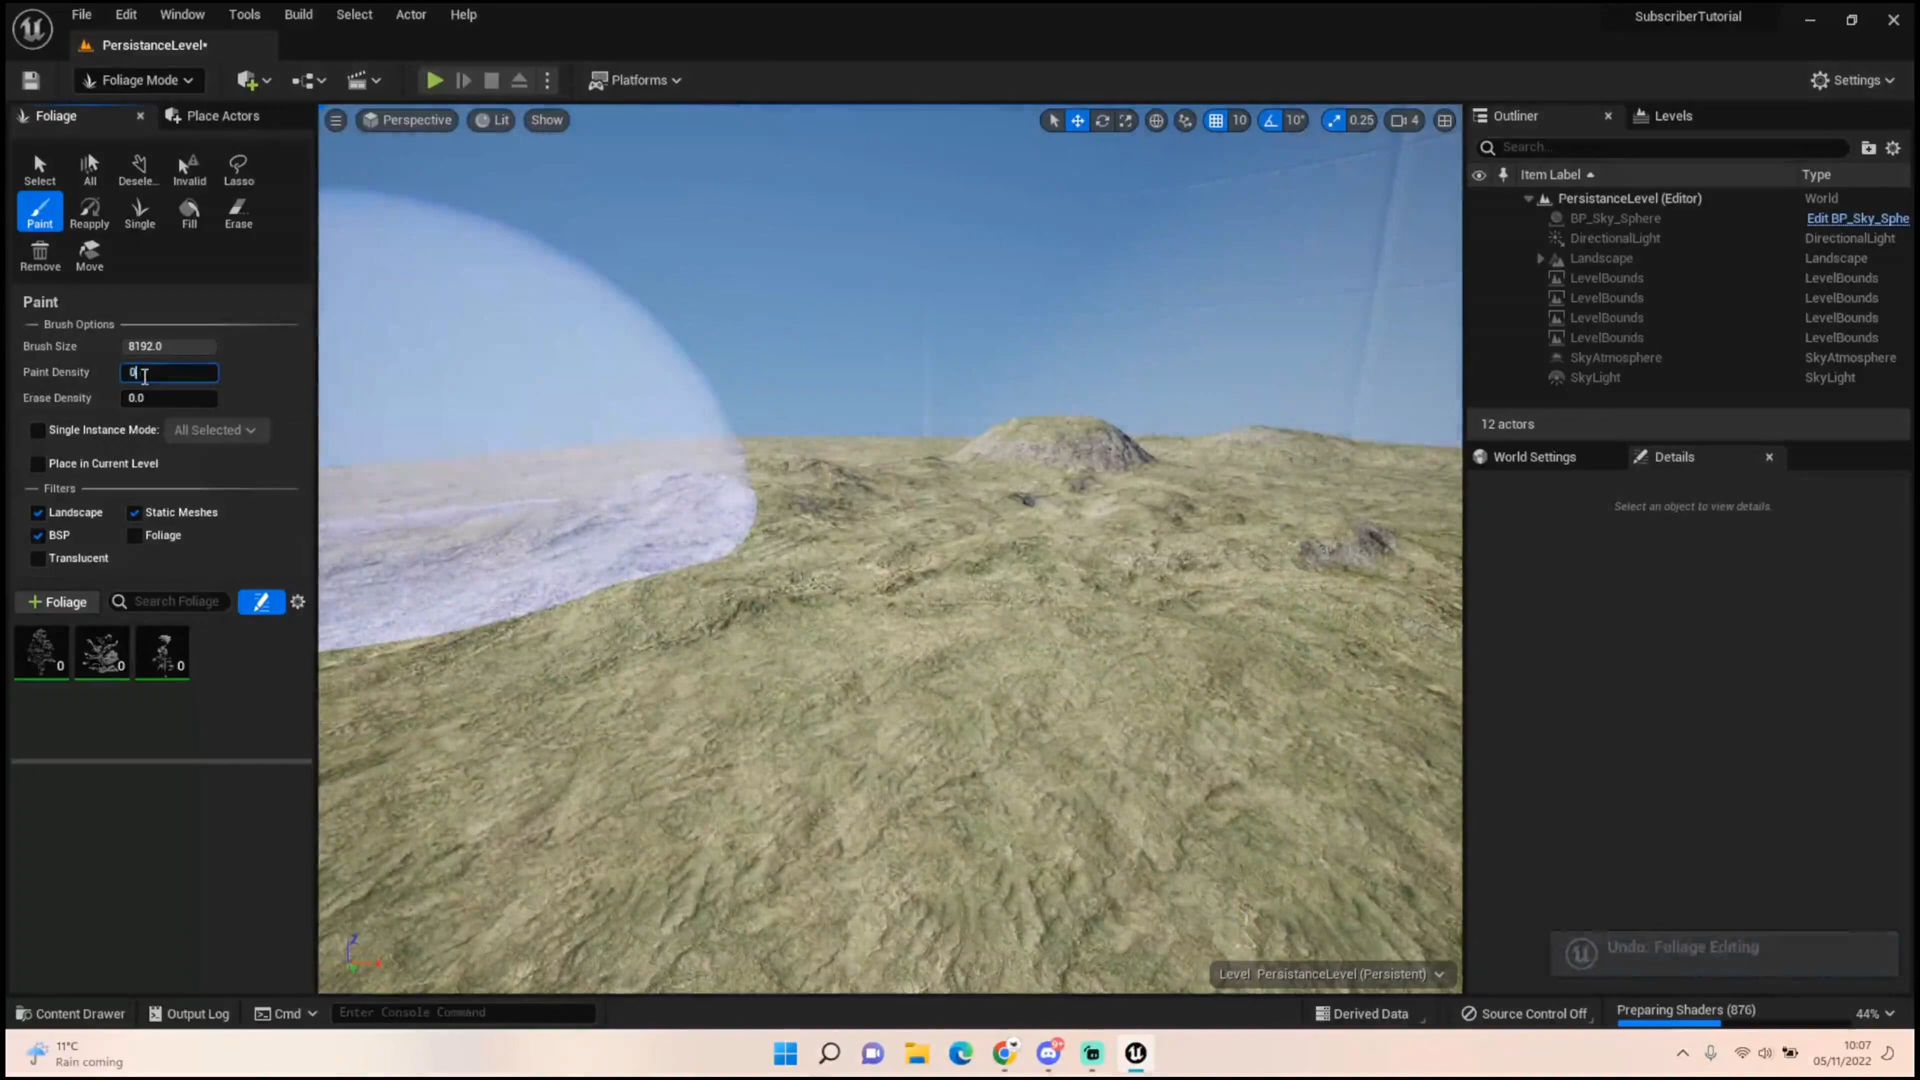 File Edit Window Tools Build Select Actor Help
SubscriberTutorial
PersistanceLevel*
Foliage Mode
Platforms
Settings
Foliage
Place Actors
Perspective
Lit
Show
10
10°
0.25
4
Outliner
Levels
Search...
Item Label
Type
Select All Desele... Invalid Lasso
Paint Reapply Single Fill Erase
Remove Move
PersistanceLevel (Editor) World
BP_Sky_Sphere Edit BP_Sky_Sphe
DirectionalLight DirectionalLight
Landscape Landscape
LevelBounds LevelBounds
LevelBounds LevelBounds
LevelBounds LevelBounds
LevelBounds LevelBounds
SkyAtmosphere SkyAtmosphere
SkyLight SkyLight
12 actors
World Settings
Details
Select an object to view details.
Paint
Brush Options
Brush Size 8192.0
Paint Density 0
Erase Density 0.0
Single Instance Mode: All Selected
Place in Current Level
Filters
Landscape Static Meshes
BSP Foliage
Translucent
+ Foliage
Search Foliage
0 0 0
Z
X
Undo: Foliage Editing
Level PersistanceLevel (Persistent)
Content Drawer
Output Log
Cmd
Enter Console Command
Derived Data
Source Control Off
Preparing Shaders (876)
44%
11°C
Rain coming
9+
10:07
05/11/2022